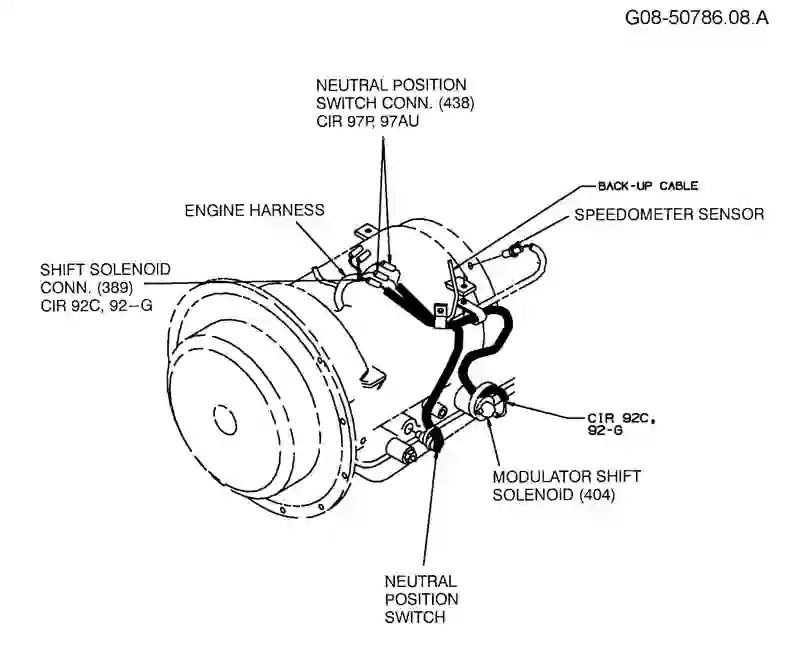 G08-50786.08.A
NEUTRAL POSITION
SWITCH CONN. (438)
CIR 97P, 97AU
BACK-UP CABLE
ENGINE HARNESS
SPEEDOMETER SENSOR
SHIFT SOLENOID
CONN. (389)
CIR 92C, 92-G
CIR 92C,
92-G
MODULATOR SHIFT
SOLENOID (404)
NEUTRAL
POSITION
SWITCH